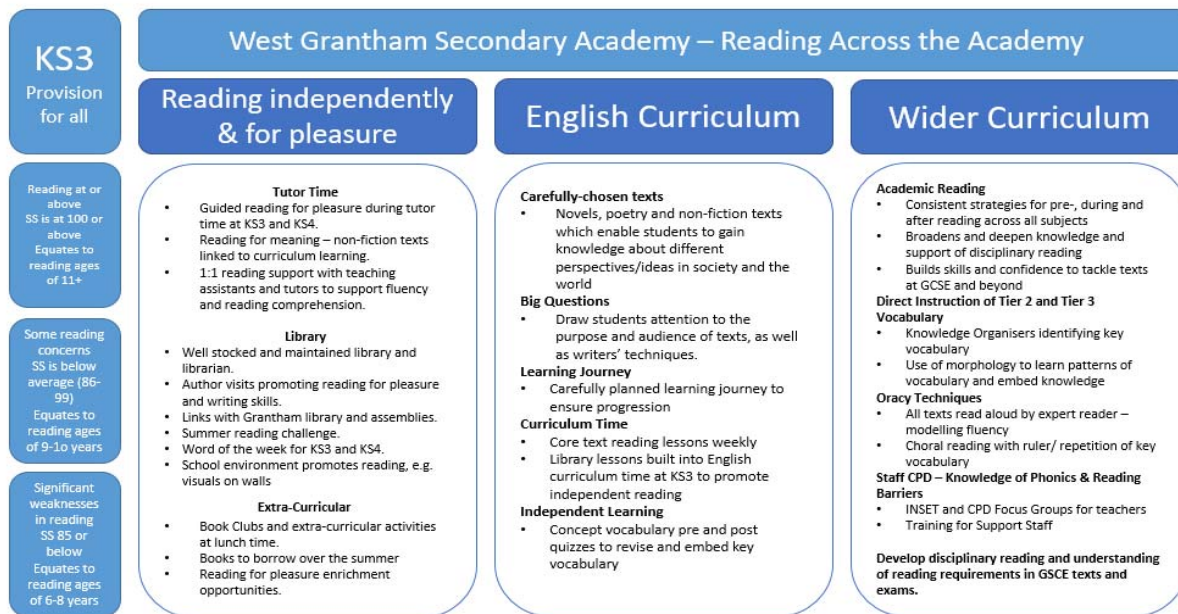 KS3
Provision
for all
West Grantham Secondary Academy – Reading Across the Academy
Reading independently
& for pleasure
English Curriculum
Wider Curriculum
Reading at or
above
SS is at 100 or
above
Equates to
reading ages
of 11+
Some reading
concerns
SS is below
average (86-
99)
Equates to
reading ages
of 9-1o years
Significant
weaknesses
in reading
SS 85 or
below
Equates to
reading ages
of 6-8 years
Tutor Time
• Guided reading for pleasure during tutor
time at KS3 and KS4.
• Reading for meaning – non-fiction texts
linked to curriculum learning.
• 1:1 reading support with teaching
assistants and tutors to support fluency
and reading comprehension.
Library
• Well stocked and maintained library and
librarian.
• Author visits promoting reading for pleasure
and writing skills.
• Links with Grantham library and assemblies.
• Summer reading challenge.
• Word of the week for KS3 and KS4.
• School environment promotes reading, e.g.
visuals on walls
Extra-Curricular
• Book Clubs and extra-curricular activities
at lunch time.
• Books to borrow over the summer
• Reading for pleasure enrichment
opportunities.
Carefully-chosen texts
• Novels, poetry and non-fiction texts
which enable students to gain
knowledge about different
perspectives/ideas in society and the
world
Big Questions
• Draw students attention to the
purpose and audience of texts, as well
as writers’ techniques.
Learning Journey
• Carefully planned learning journey to
ensure progression
Curriculum Time
• Core text reading lessons weekly
• Library lessons built into English
curriculum time at KS3 to promote
independent reading
Independent Learning
• Concept vocabulary pre and post
quizzes to revise and embed key
vocabulary
Academic Reading
• Consistent strategies for pre-, during and
after reading across all subjects
• Broadens and deepen knowledge and
support of disciplinary reading
• Builds skills and confidence to tackle texts
at GCSE and beyond
Direct Instruction of Tier 2 and Tier 3
Vocabulary
• Knowledge Organisers identifying key
vocabulary
• Use of morphology to learn patterns of
vocabulary and embed knowledge
Oracy Techniques
• All texts read aloud by expert reader –
modelling fluency
• Choral reading with ruler/ repetition of key
vocabulary
Staff CPD – Knowledge of Phonics & Reading
Barriers
• INSET and CPD Focus Groups for teachers
• Training for Support Staff
Develop disciplinary reading and understanding
of reading requirements in GSCE texts and
exams.